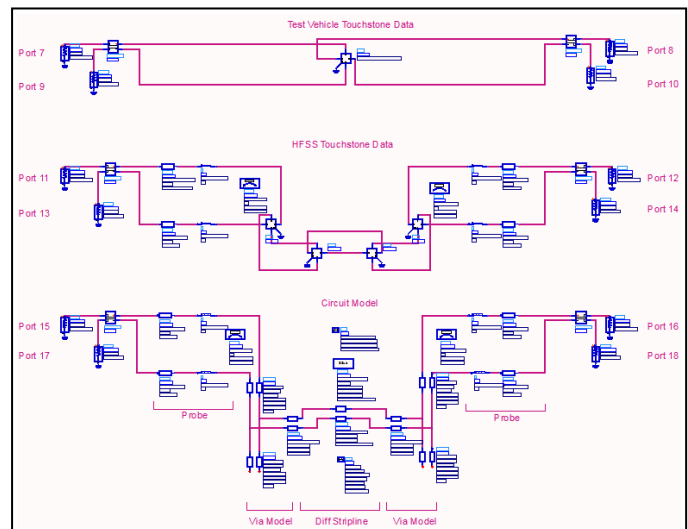 Test Vehicle Touchstone Data
Port 7
Port 8
Port 9
Port 10
HFSS Touchstone Data
Port 11
Port 12
Port 13
Port 14
Circuit Model
Port 15
Port 16
Port 17
Port 18
Probe
Probe
Via Model
Diff Stripline
Via Model